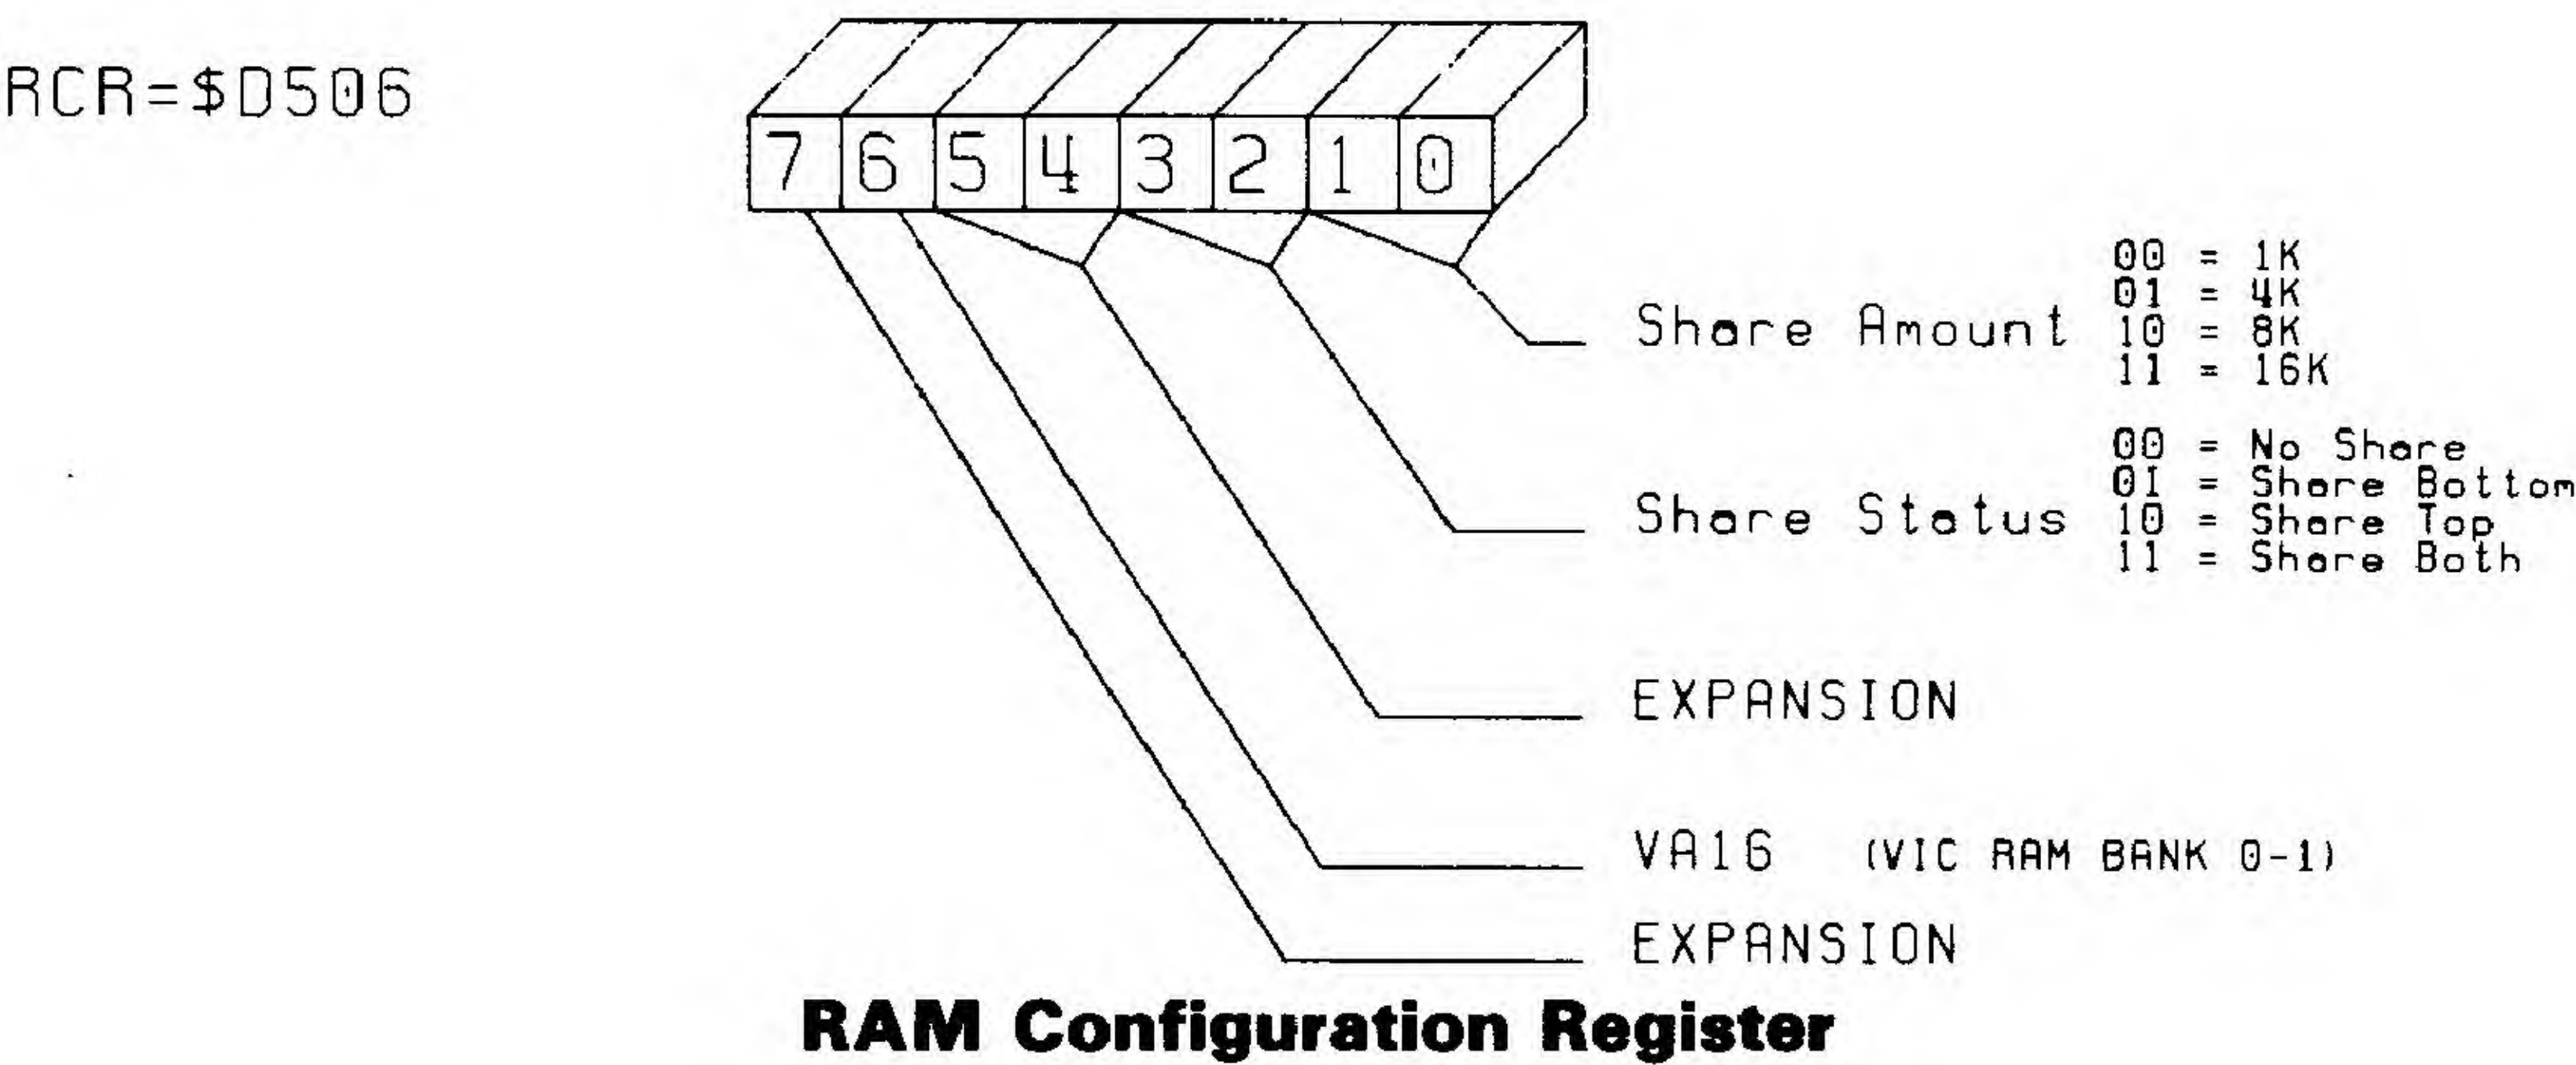 RCR=$D506
7 6 5 4 3 2 1 0
Share Amount
00 = 1K
01 = 4K
10 = 8K
11 = 16K
Share Status
00 = No Share
0I = Share Bottom
10 = Share Top
11 = Share Both
EXPANSION
VA16 (VIC RAM BANK 0-1)
EXPANSION
RAM Configuration Register